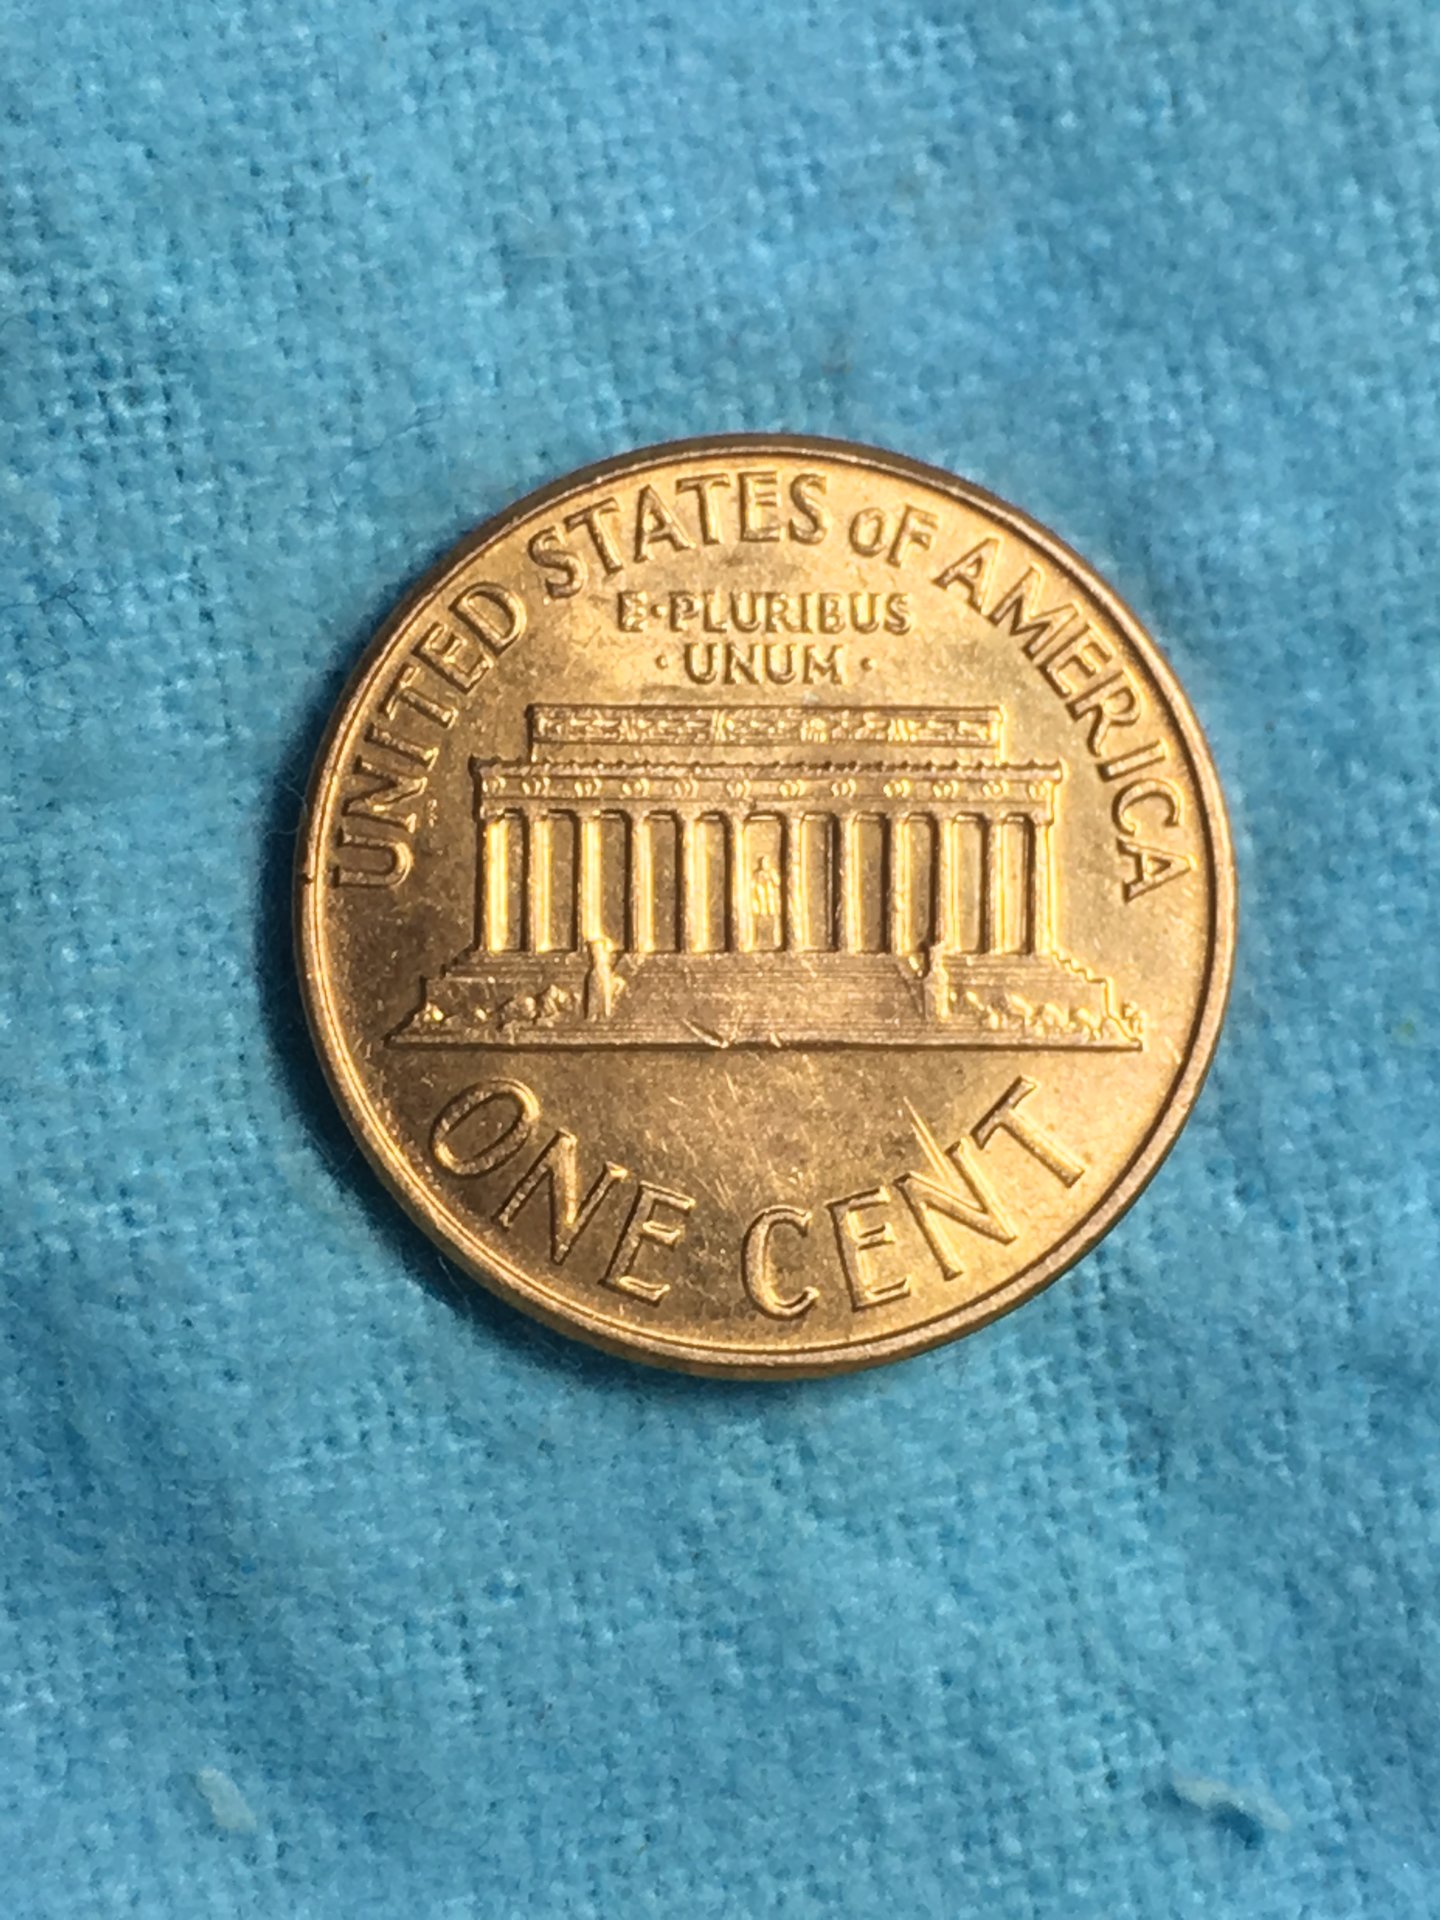 UNITED STATES OF AMERICA
E·PLURIBUS
·UNUM·
ONE CENT